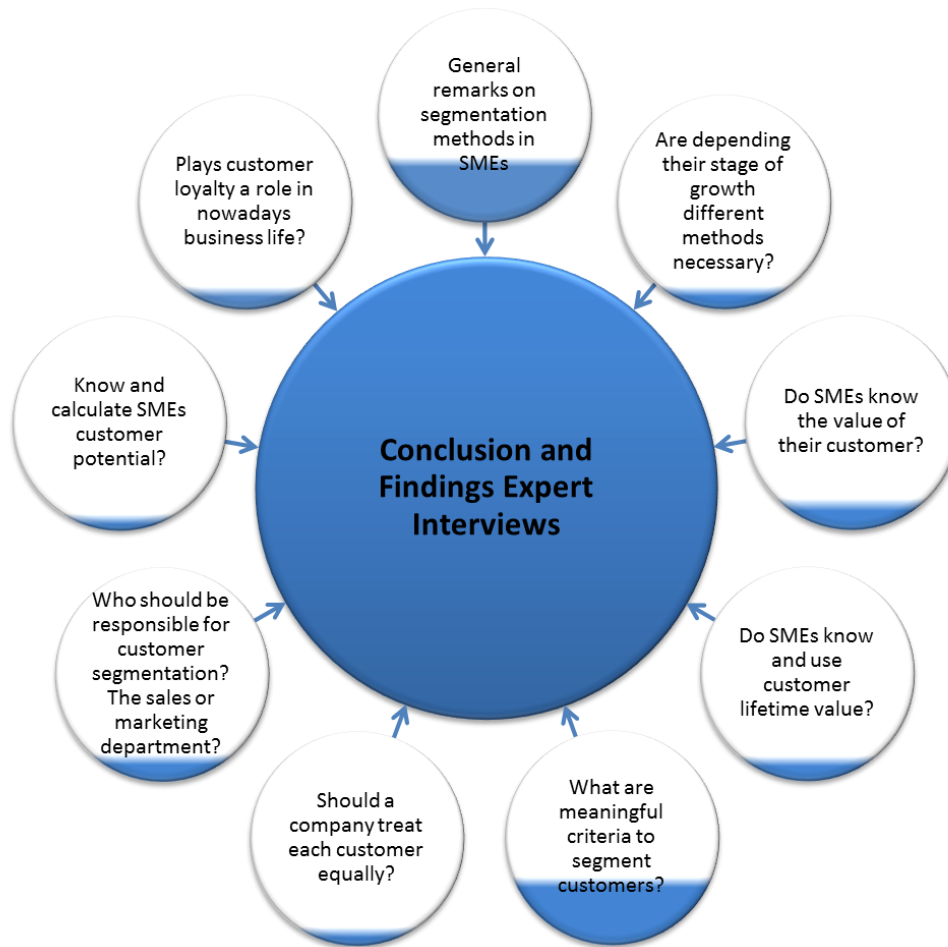 General
remarks on
segmentation
methods in
SMEs
Are depending
their stage of
growth
different
methods
necessary?
Do SMEs know
the value of
their customer?
Do SMEs know
and use
customer
lifetime value?
What are
meaningful
criteria to
segment
customers?
Should a
company treat
each customer
equally?
Who should be
responsible for
customer
segmentation?
The sales or
marketing
department?
Know and
calculate SMEs
customer
potential?
Plays customer
loyalty a role in
nowadays
business life?
Conclusion and
Findings Expert
Interviews